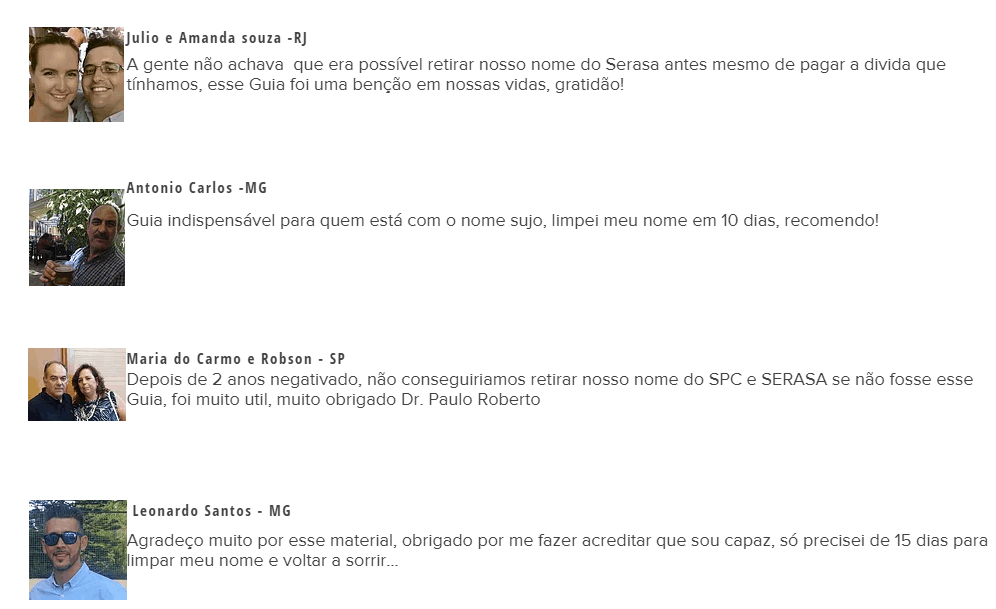 Julio e Amanda souza -RJ
A gente não achava  que era possível retirar nosso nome do Serasa antes mesmo de pagar a divida que
tínhamos, esse Guia foi uma benção em nossas vidas, gratidão!
Antonio Carlos -MG
Guia indispensável para quem está com o nome sujo, limpei meu nome em 10 dias, recomendo!
Maria do Carmo e Robson - SP
Depois de 2 anos negativado, não conseguiriamos retirar nosso nome do SPC e SERASA se não fosse esse
Guia, foi muito util, muito obrigado Dr. Paulo Roberto
Leonardo Santos - MG
Agradeço muito por esse material, obrigado por me fazer acreditar que sou capaz, só precisei de 15 dias para
limpar meu nome e voltar a sorrir...